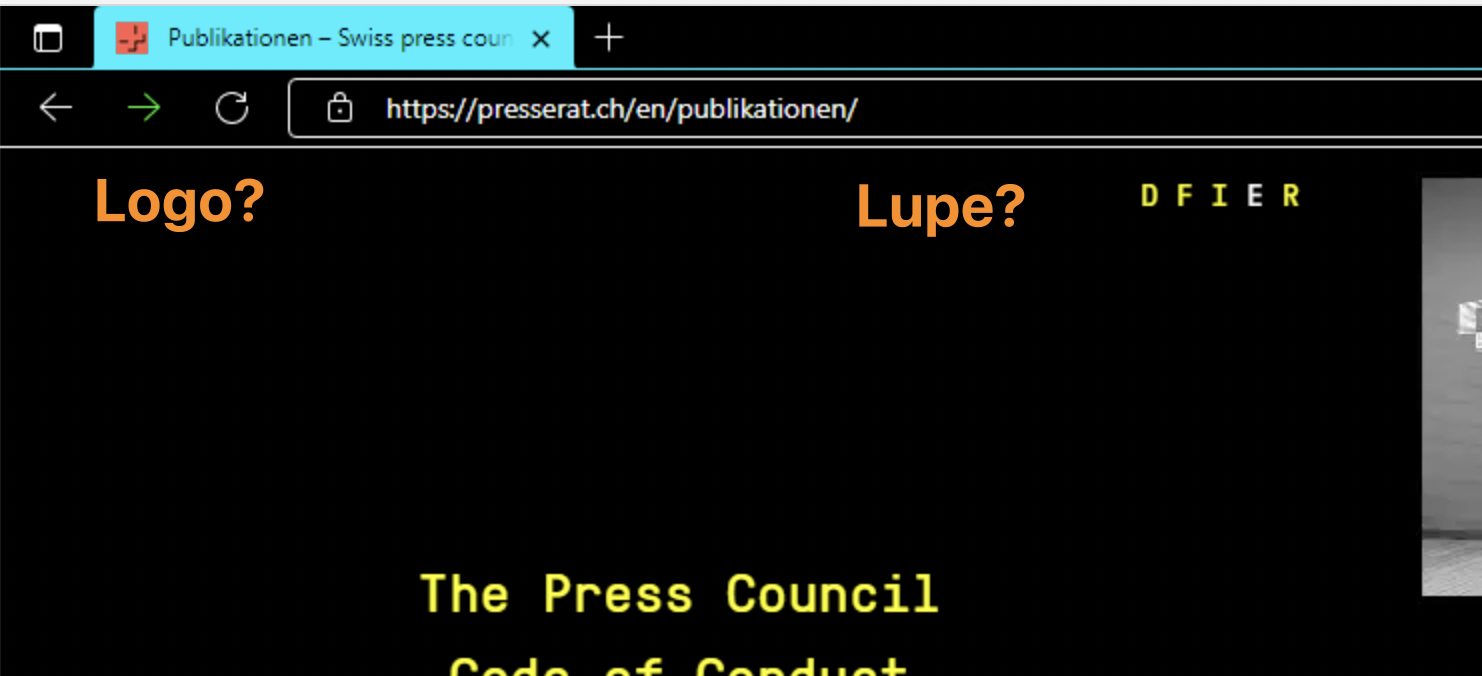 Publikationen – Swiss press coun
https://presserat.ch/en/publikationen/
Logo?
Lupe?
D F I E R
The Press Council
Code of Conduct